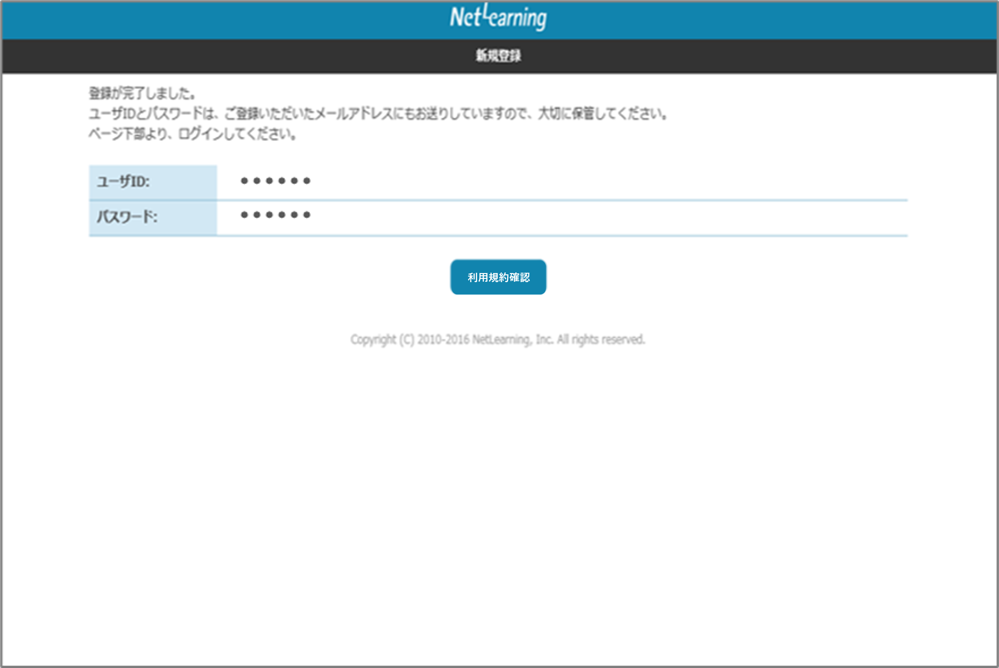 NetLearning
新規登録
登録が完了しました。
ユーザIDとパスワードは、ご登録いただいたメールアドレスにもお送りしていますので、大切に保管してください。
ページ下部より、ログインしてください。
ユーザID: ●●●●●●
パスワード: ●●●●●●
利用規約確認
Copyright (C) 2010-2016 NetLearning, Inc. All rights reserved.